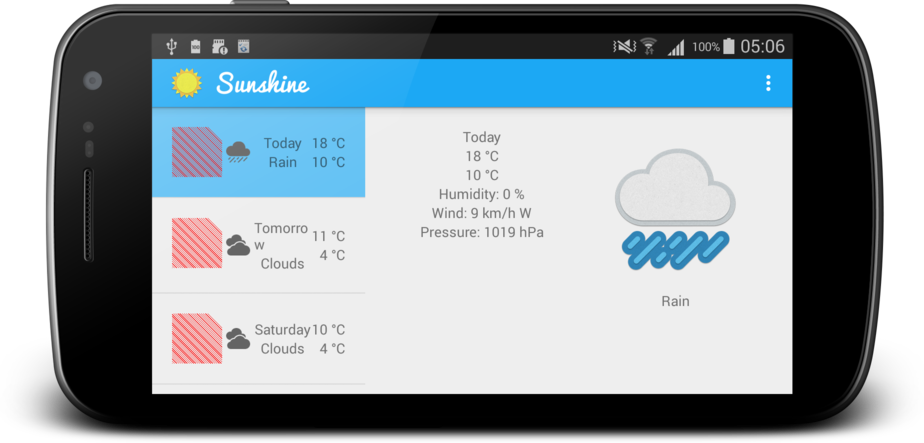 100% 05:06
Sunshine
Today 18 °C
Rain 10 °C
Tomorro
w
11 °C
Clouds 4 °C
Saturday 10 °C
Clouds 4 °C
Today
18 °C
10 °C
Humidity: 0 %
Wind: 9 km/h W
Pressure: 1019 hPa
Rain